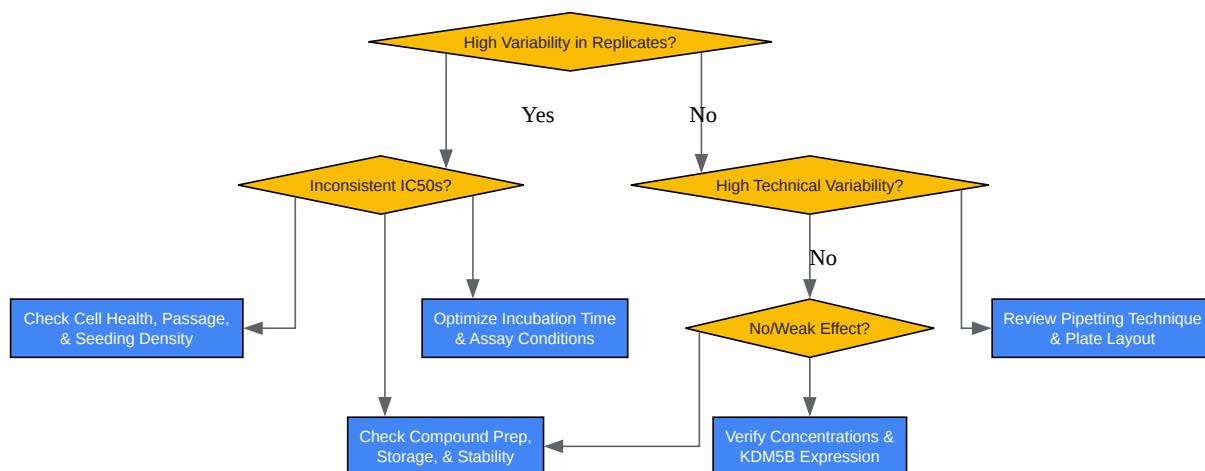 High Variability in Replicates?
Yes
No
Inconsistent IC50s?
High Technical Variability?
No
Check Cell Health, Passage,
& Seeding Density
Optimize Incubation Time
& Assay Conditions
No/Weak Effect?
Review Pipetting Technique
& Plate Layout
Check Compound Prep,
Storage, & Stability
Verify Concentrations &
KDM5B Expression